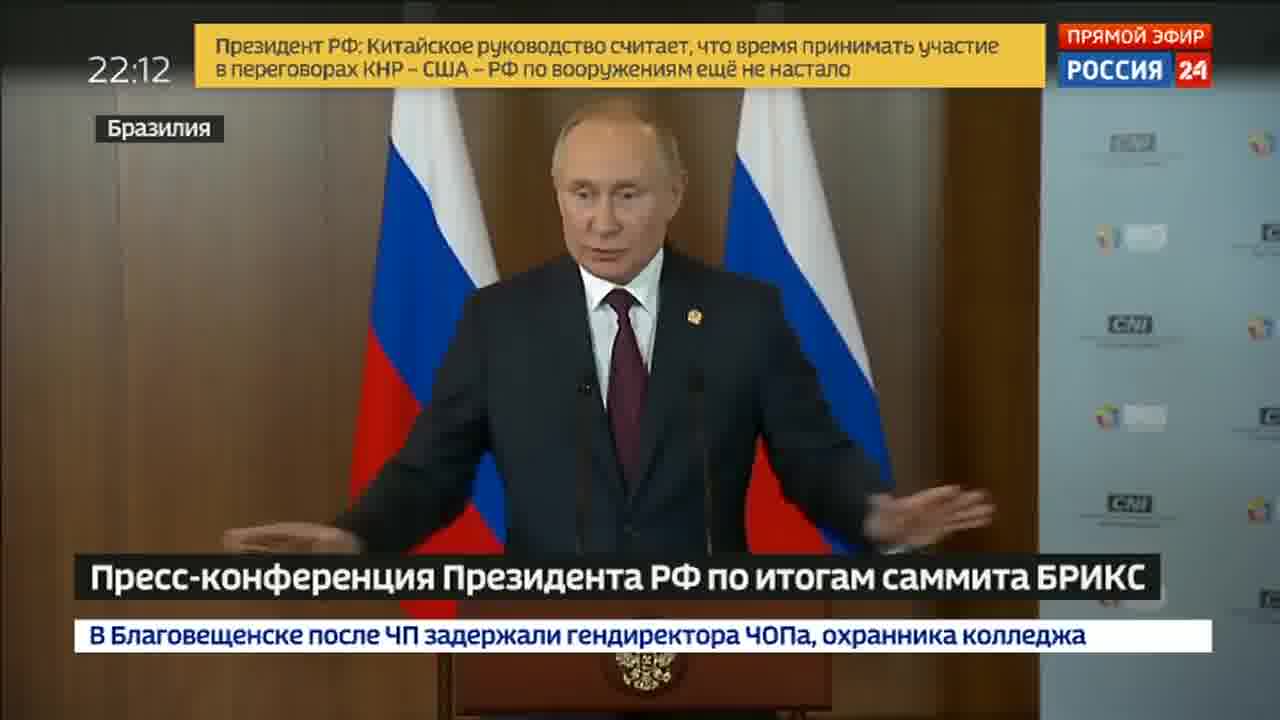 22:12
Президент РФ: Китайское руководство считает, что время принимать участие
в переговорах КНР – США – РФ по вооружениям ещё не настало
ПРЯМОЙ ЭФИР
РОССИЯ 24
Бразилия
CNI
CNI
CNI
Пресс-конференция Президента РФ по итогам саммита БРИКС
В Благовещенске после ЧП задержали гендиректора ЧОПа, охранника колледжа